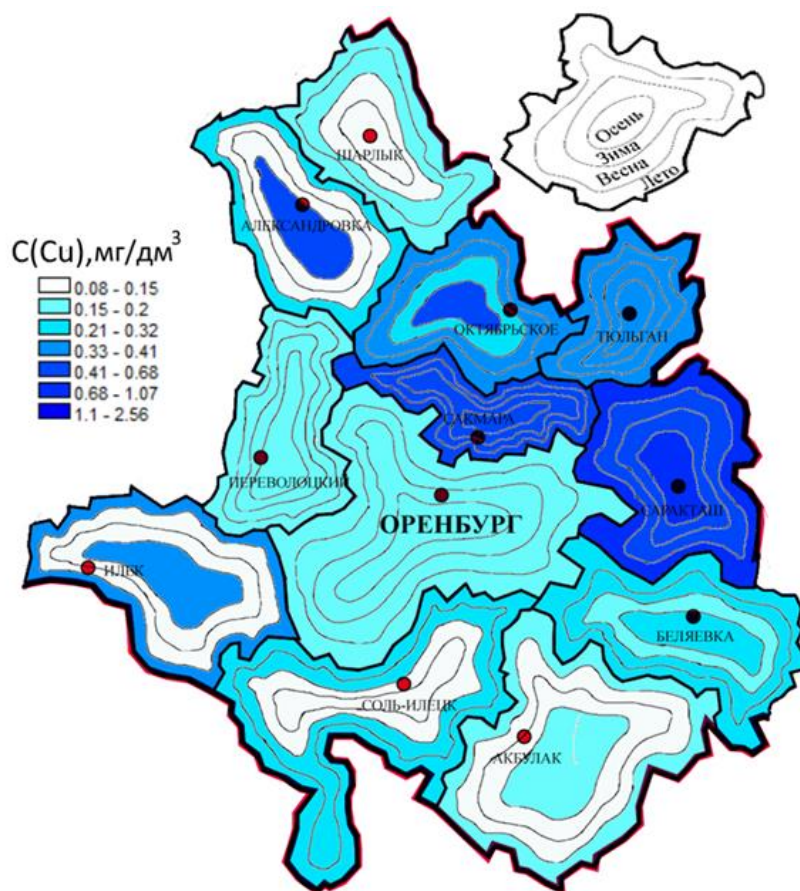 Осень
Зима
Весна
Лето
ШАРЛЫК
АЛЕКСАНДРОВКА
C(Cu),мг/дм³
0.08 - 0.15
0.15 - 0.2
0.21 - 0.32
0.33 - 0.41
0.41 - 0.68
0.68 - 1.07
1.1 - 2.56
ОКТЯБРЬСКОЕ
ТЮЛЬГАН
САКМАРА
ПЕРЕВОЛОЦКИЙ
САРАКТАШ
ОРЕНБУРГ
ИЛЕК
БЕЛЯЕВКА
СОЛЬ-ИЛЕЦК
АКБУЛАК